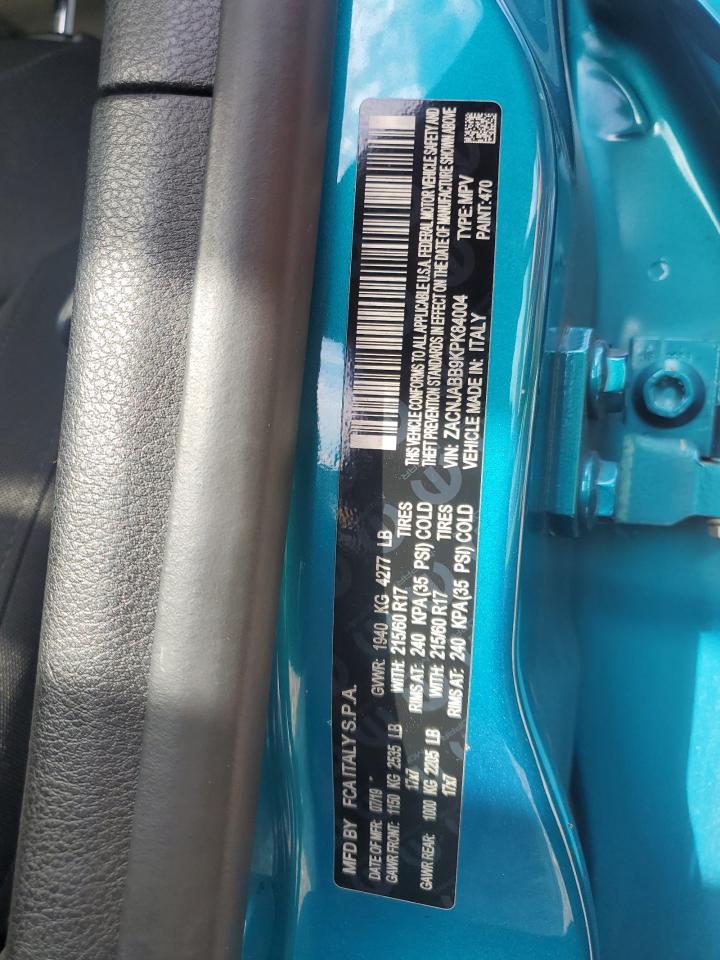 MFD BY FCA ITALY S.P.A.
DATE OF MFR: 07/19
GVWR: 1940 KG 4277 LB
GAWR FRONT: 1150 KG 2535 LB WITH: 215/60 R17 TIRES
17x7 RIMS AT: 240 KPA (35 PSI) COLD
GAWR REAR: 1000 KG 2205 LB WITH: 215/60 R17 TIRES
17x7 RIMS AT: 240 KPA (35 PSI) COLD
THIS VEHICLE CONFORMS TO ALL APPLICABLE U.S.A. FEDERAL MOTOR VEHICLE SAFETY AND
THEFT PREVENTION STANDARDS IN EFFECT ON THE DATE OF MANUFACTURE SHOWN ABOVE
VIN: ZACNJABB9KPK84004 TYPE: MPV
VEHICLE MADE IN: ITALY PAINT: 470